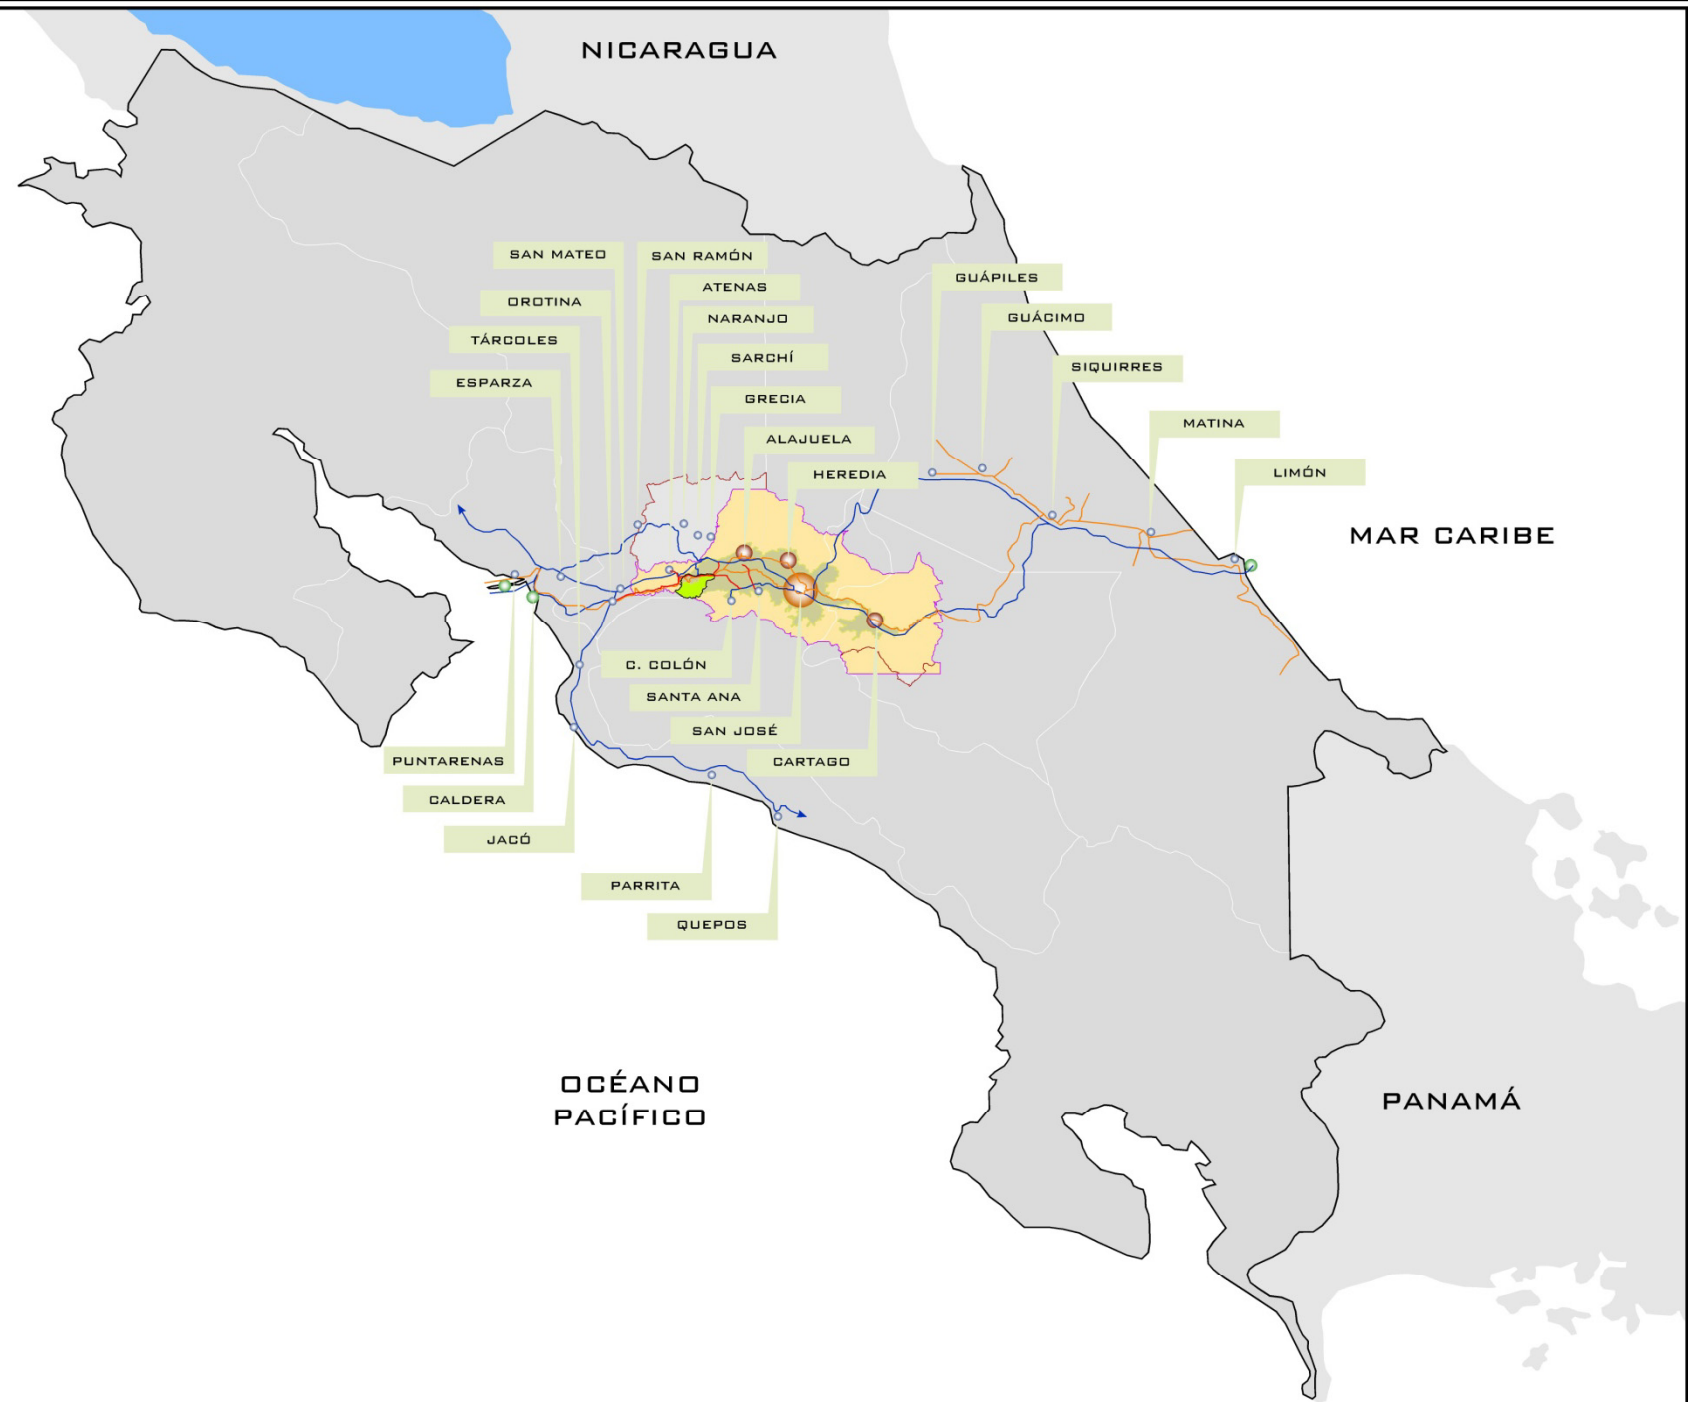 NICARAGUA
SAN MATEO
SAN RAMÓN
OROTINA
ATENAS
TÁRCOLES
NARANJO
ESPARZA
SARCHÍ
GRECIA
ALAJUELA
HEREDIA
GUÁPILES
GUÁCIMO
SIQUIRRES
MATINA
LIMÓN
MAR CARIBE
C. COLÓN
SANTA ANA
SAN JOSÉ
CARTAGO
PUNTARENAS
CALDERA
JACÓ
PARRITA
QUEPOS
OCÉANO
PACÍFICO
PANAMÁ